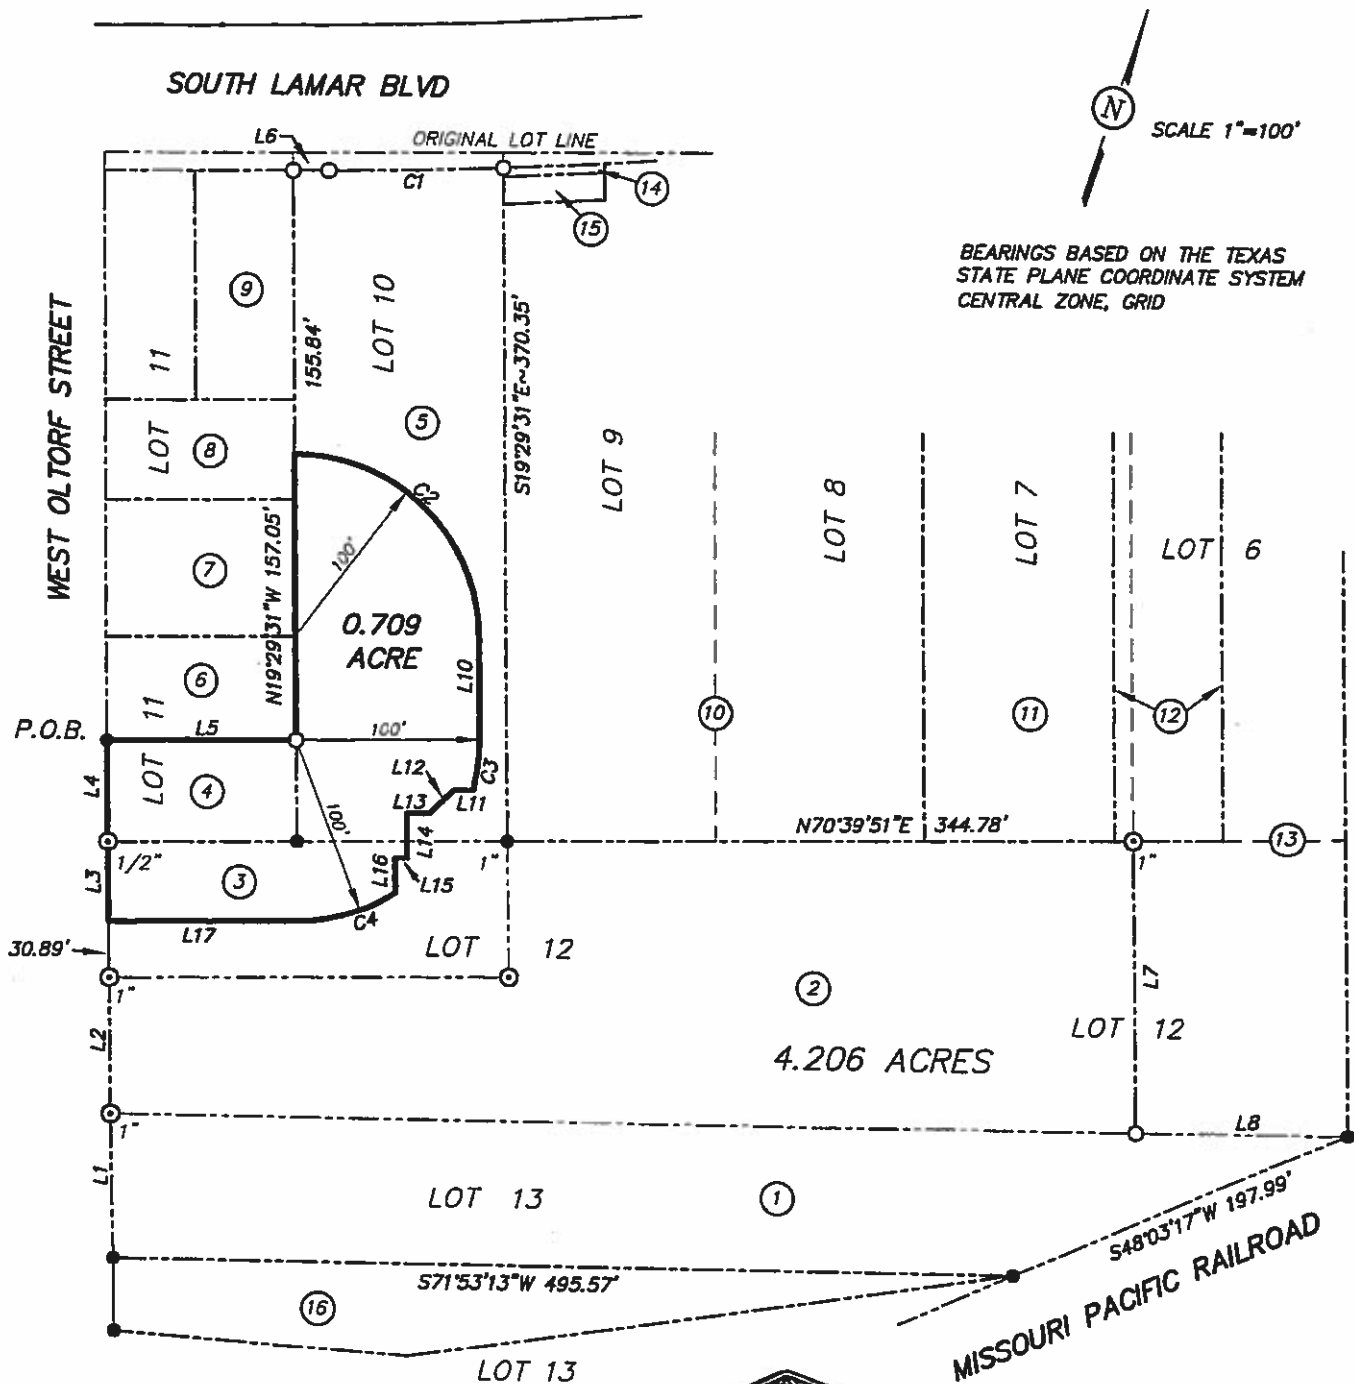 SOUTH LAMAR BLVD
N
SCALE 1"=100'
L6
ORIGINAL LOT LINE
C1
14
15
BEARINGS BASED ON THE TEXAS
STATE PLANE COORDINATE SYSTEM
CENTRAL ZONE, GRID
WEST OLTORF STREET
9
LOT 11
155.84'
LOT 10
S19°29'31"E~370.35'
5
8
C2
LOT 9
LOT 8
LOT 7
LOT 6
7
N19°29'31"W 157.05'
100'
0.709
ACRE
L10
6
LOT 11
10
11
12
P.O.B.
L5
100'
L4
4
L12
C3
L13
L11
100'
L14
N70°39'51"E 344.78'
13
1/2"
1"
1"
L3
3
L16
L15
L17
C4
30.89'
LOT 12
1"
L2
2
L7
LOT 12
4.206 ACRES
1"
L8
L1
LOT 13
1
S48°03'17"W 197.99'
S71°53'13"W 495.57'
16
MISSOURI PACIFIC RAILROAD
LOT 13